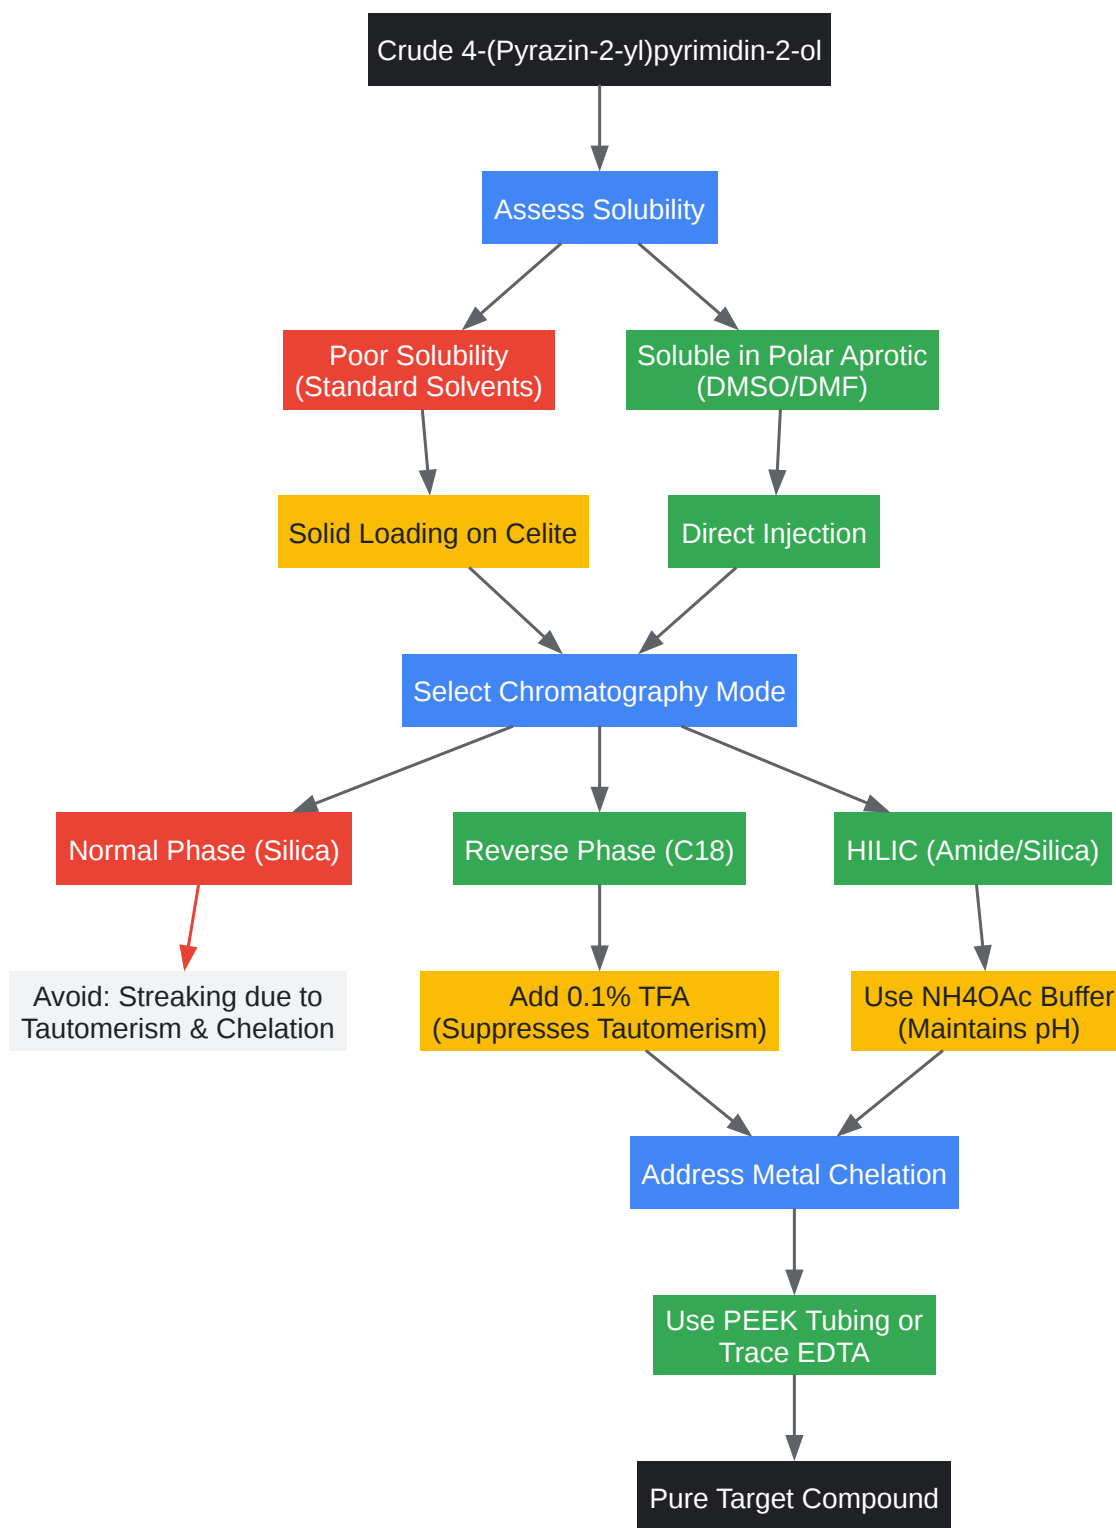 Crude 4-(Pyrazin-2-yl)pyrimidin-2-ol
Assess Solubility
Poor Solubility
(Standard Solvents)
Soluble in Polar Aprotic
(DMSO/DMF)
Solid Loading on Celite
Direct Injection
Select Chromatography Mode
Normal Phase (Silica)
Reverse Phase (C18)
HILIC (Amide/Silica)
Avoid: Streaking due to
Tautomerism & Chelation
Add 0.1% TFA
(Suppresses Tautomerism)
Use NH4OAc Buffer
(Maintains pH)
Address Metal Chelation
Use PEEK Tubing or
Trace EDTA
Pure Target Compound